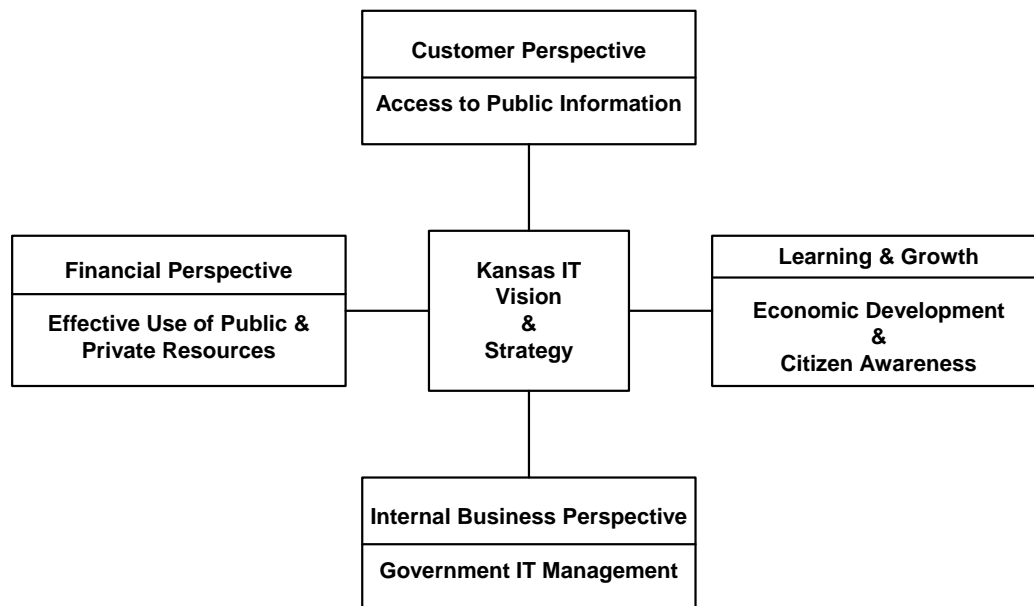 Customer Perspective
Access to Public Information
Financial Perspective
Effective Use of Public &
Private Resources
Kansas IT
Vision
&
Strategy
Learning & Growth
Economic Development
&
Citizen Awareness
Internal Business Perspective
Government IT Management